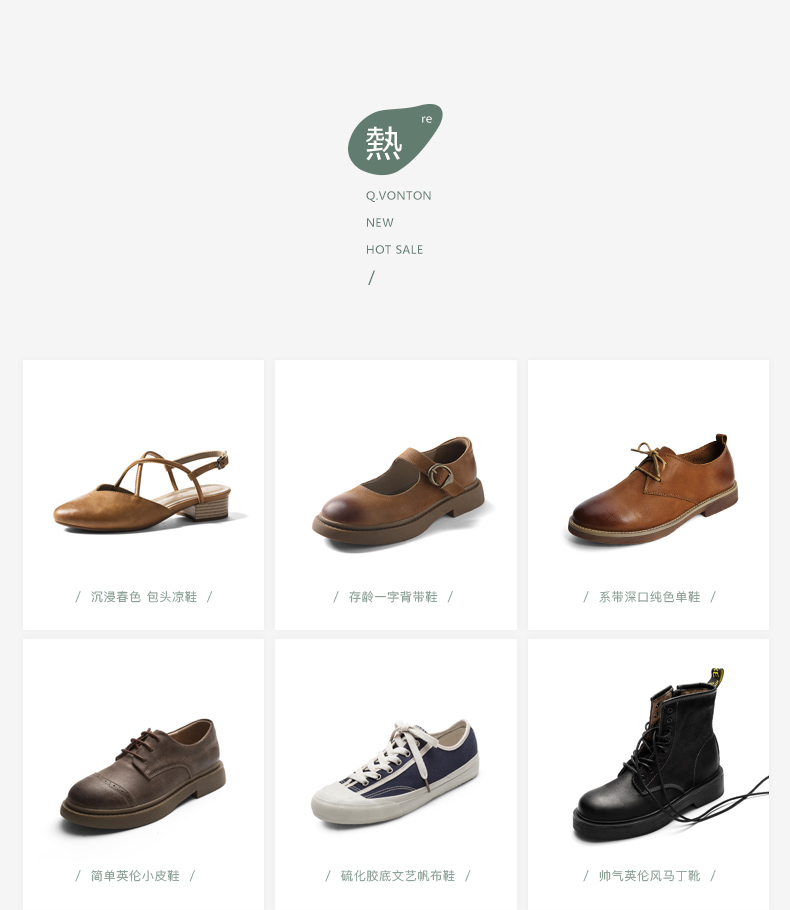 re
熱
Q.VONTON
NEW
HOT SALE
/
/ 沉浸春色 包头凉鞋 /
/ 存龄一字背带鞋 /
/ 系带深口纯色单鞋 /
/ 简单英伦小皮鞋 /
/ 硫化胶底文艺帆布鞋 /
/ 帅气英伦风马丁靴 /